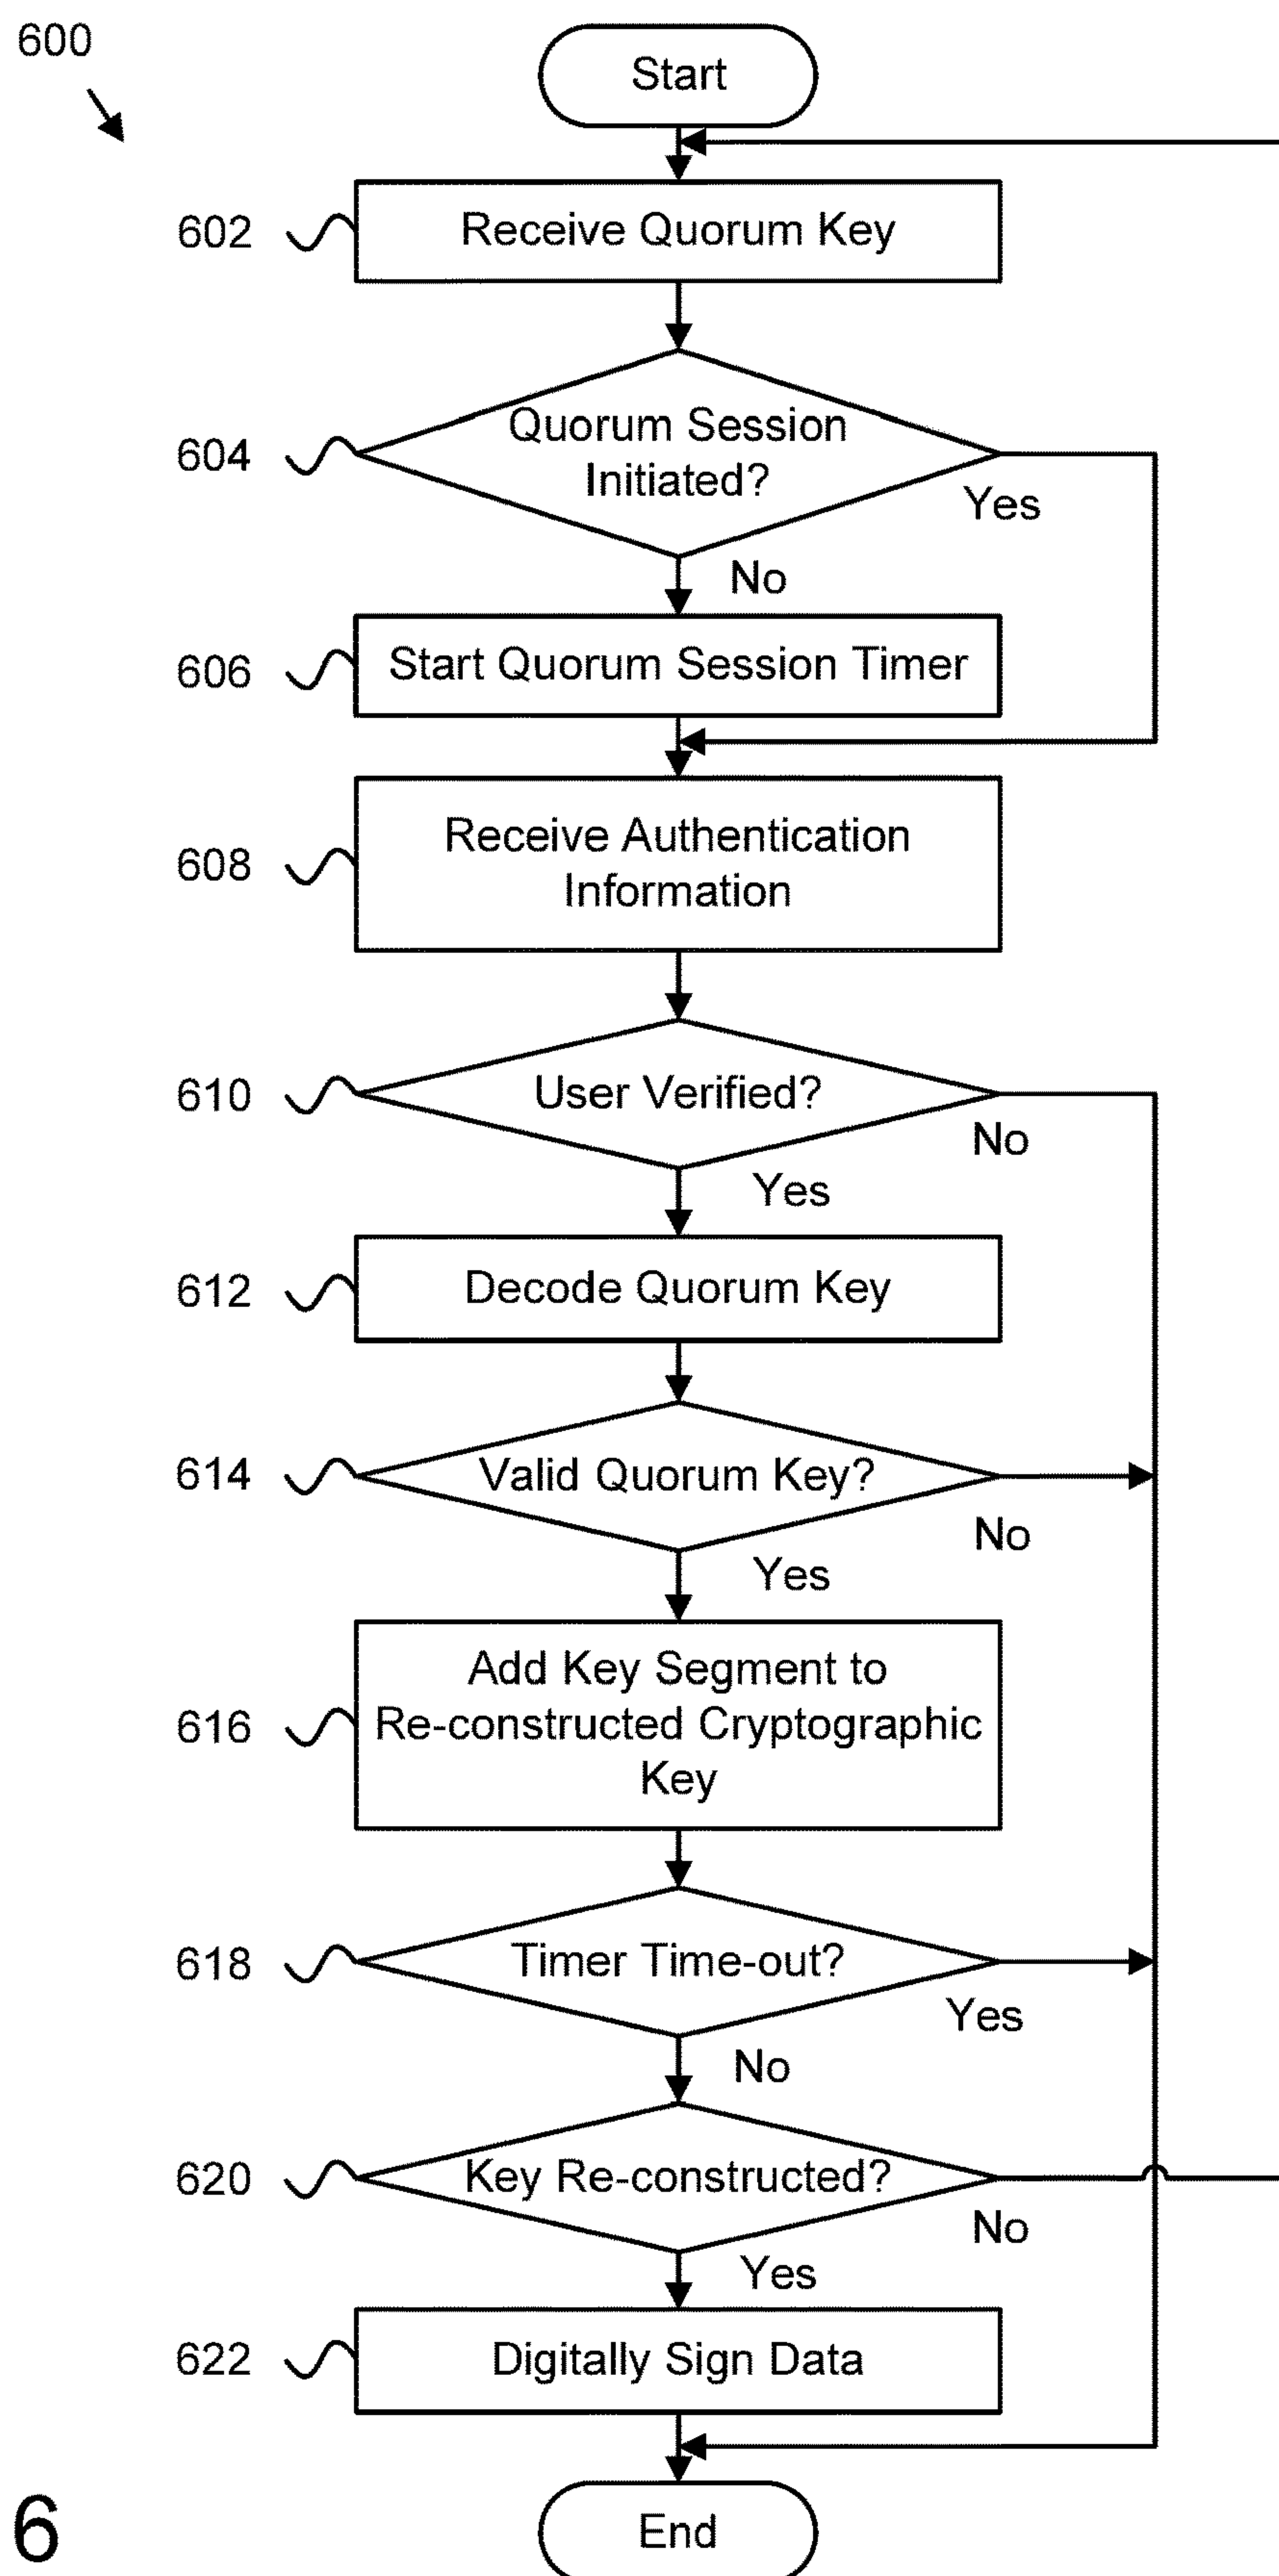 600
Start
602
Receive Quorum Key
604
Quorum Session
Initiated?
Yes
No
606
Start Quorum Session Timer
608
Receive Authentication
Information
610
User Verified?
No
Yes
612
Decode Quorum Key
614
Valid Quorum Key?
No
Yes
616
Add Key Segment to
Re-constructed Cryptographic
Key
618
Timer Time-out?
Yes
No
620
Key Re-constructed?
No
Yes
622
Digitally Sign Data
End
6